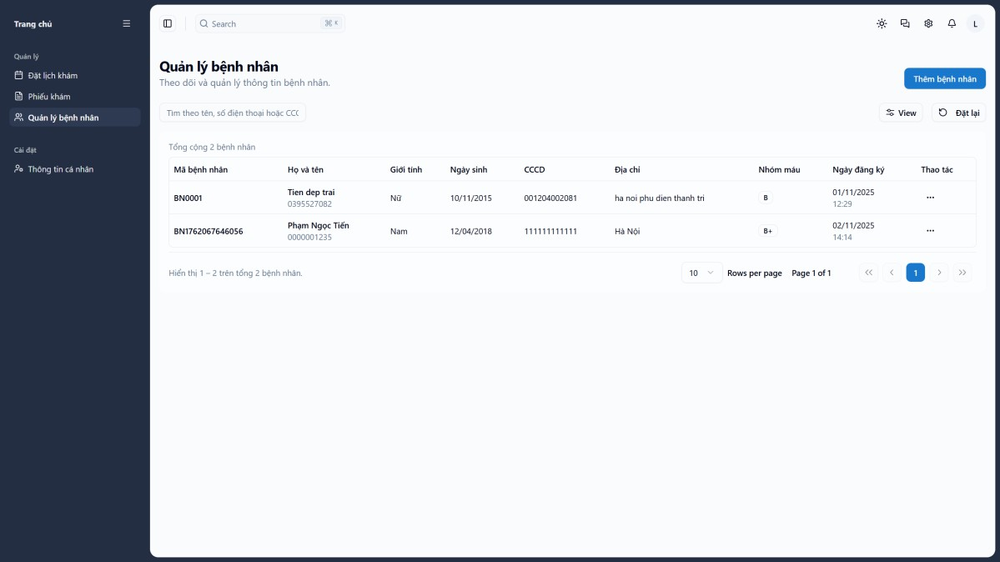 Trang chủ
Search
⌘ K
L
Quản lý
Đặt lịch khám
Phiếu khám
Quản lý bệnh nhân
Cài đặt
Thông tin cá nhân
Quản lý bệnh nhân
Theo dõi và quản lý thông tin bệnh nhân.
Thêm bệnh nhân
Tìm theo tên, số điện thoại hoặc CCC
View
Đặt lại
Tổng cộng 2 bệnh nhân
Mã bệnh nhân Họ và tên Giới tính Ngày sinh CCCD Địa chỉ Nhóm máu Ngày đăng ký Thao tác
BN0001 Tien dep trai Nữ 10/11/2015 001204002081 ha noi phu dien thanh tri B 01/11/2025 ···
0395527082 12:29
BN1762067646056 Phạm Ngọc Tiến Nam 12/04/2018 111111111111 Hà Nội B+ 02/11/2025 ···
0000001235 14:14
Hiển thị 1 – 2 trên tổng 2 bệnh nhân.
10 Rows per page Page 1 of 1 1